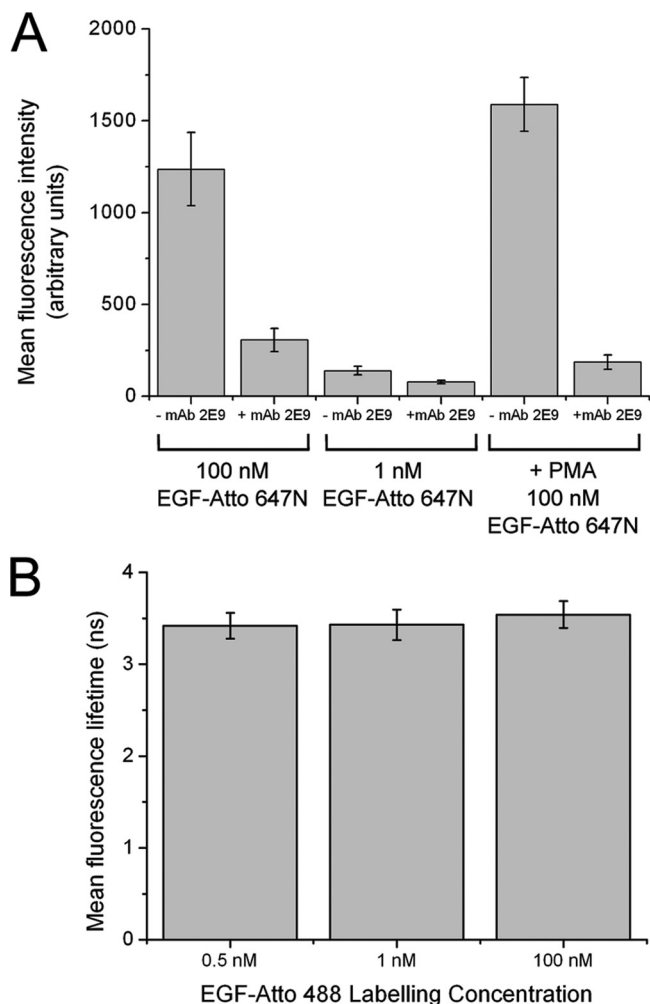 A
Mean fluorescence intensity
(arbitrary units)
2000
1500
1000
500
0
- mAb 2E9 + mAb 2E9 - mAb 2E9 +mAb 2E9 - mAb 2E9 +mAb 2E9
100 nM
EGF-Atto 647N
1 nM
EGF-Atto 647N
+ PMA
100 nM
EGF-Atto 647N
B
Mean fluorescence lifetime (ns)
4
3
2
1
0
0.5 nM 1 nM 100 nM
EGF-Atto 488 Labelling Concentration